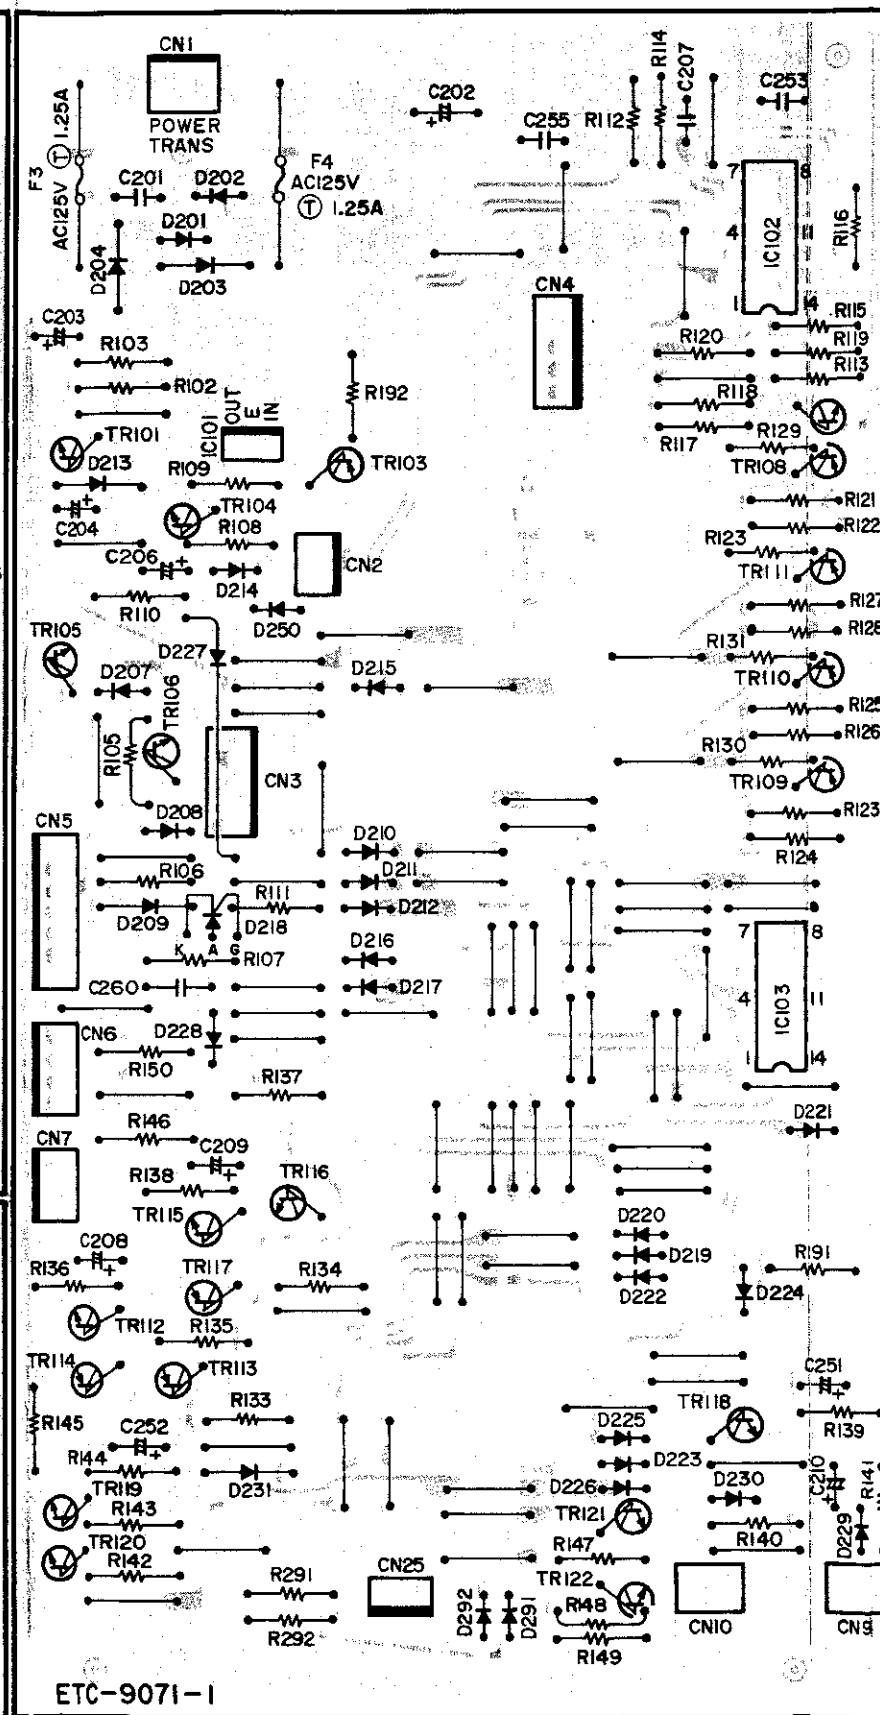 CN1
POWER
TRANS
F3
AC125V Ⓣ 1.25A
F4
AC125V
Ⓣ 1.25A
C202
C255
R112
R114
C207
C253
C201
D202
D201
D203
D204
7
8
4
11
IC102
1
14
R116
C203
R103
R102
CN4
R115
R119
R113
R120
R118
R117
R192
IC101
OUT
E
IN
TR101
D213
R109
TR103
R129
TR108
C204
TR104
R108
R121
R122
R123
C206
D214
CN2
TR111
R110
D250
R127
R128
TR105
D227
R131
TR110
D207
TR106
D215
R125
R126
R105
CN3
R130
TR109
CN5
D208
D210
R123
R124
R106
D211
R111
D212
D209
D218
K A G
R107
D216
C260
D217
7
8
4
11
IC103
1
14
CN6
D228
R150
R137
D221
R146
CN7
C209
R138
TR116
TR115
C208
D220
D219
D222
R136
TR117
R134
R191
D224
TR112
R135
TR114
TR113
C251
R133
TR118
R145
C252
D225
R139
R144
D223
D231
D226
D230
C210
R141
TR119
R143
TR121
R140
D229
TR120
R142
R147
R291
CN25
TR122
R148
D292
D291
R292
R149
CN10
CN9
ETC-9071-1